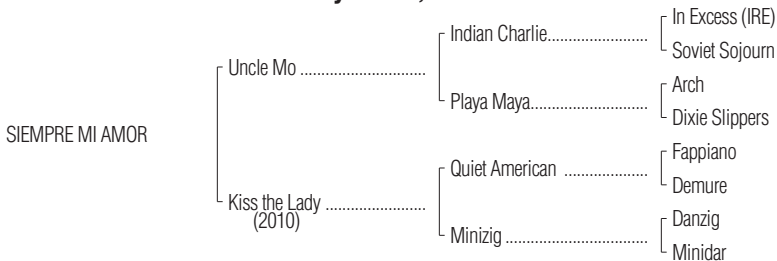 In Excess (IRE)
Indian Charlie........................
Soviet Sojourn
Uncle Mo ..............................
Arch
Playa Maya............................
Dixie Slippers
SIEMPRE MI AMOR
Fappiano
Quiet American ....................
Demure
Kiss the Lady ........................
(2010)
Danzig
Minizig ..................................
Minidar